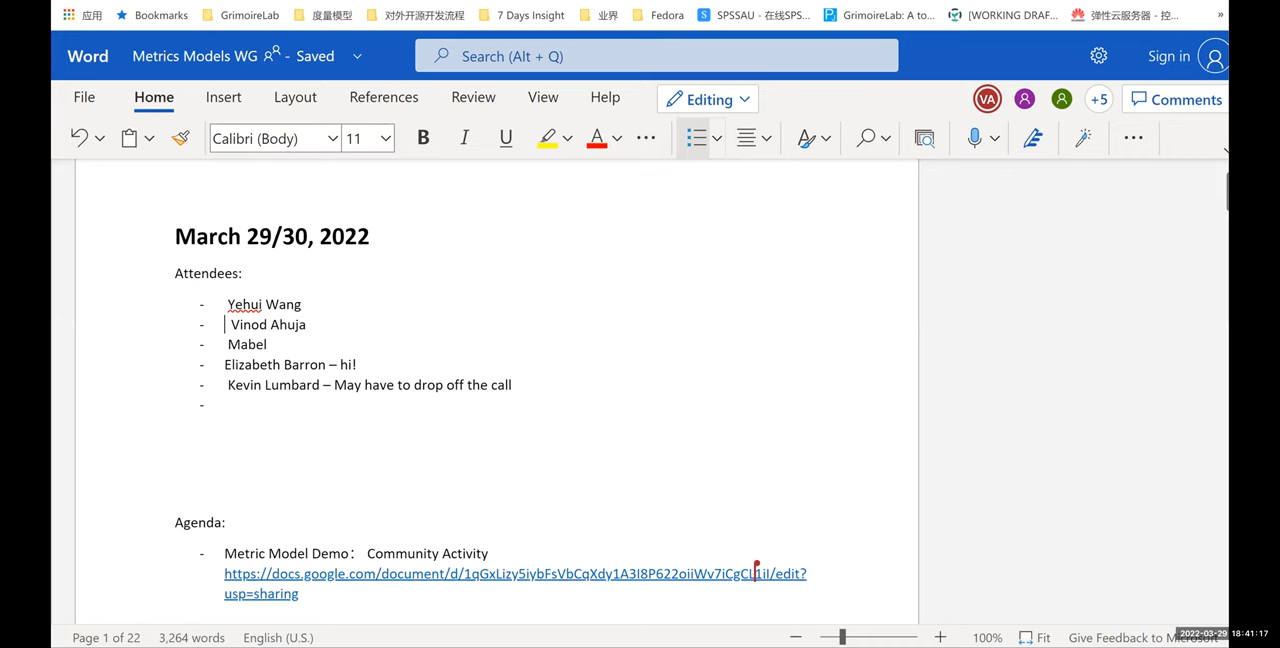 应用 Bookmarks GrimoireLab 度量模型 对外开源开发流程 7 Days Insight 业界 Fedora SPSSAU - 在线SPS... GrimoireLab: A to... [WORKING DRAF... 弹性云服务器 - 控... »
Word Metrics Models WG - Saved Search (Alt + Q) Sign in
File Home Insert Layout References Review View Help Editing VA +5 Comments
Calibri (Body) 11 B I U A
March 29/30, 2022
Attendees:
- Yehui Wang
- Vinod Ahuja
- Mabel
- Elizabeth Barron – hi!
- Kevin Lumbard – May have to drop off the call
-
Agenda:
- Metric Model Demo： Community Activity
https://docs.google.com/document/d/1qGxLizy5iybFsVbCqXdy1A3I8P622oiiWv7iCgCL1iI/edit?
usp=sharing
Page 1 of 22 3,264 words English (U.S.) 100% Fit Give Feedback to Microsoft
2022-03-29 18:41:17